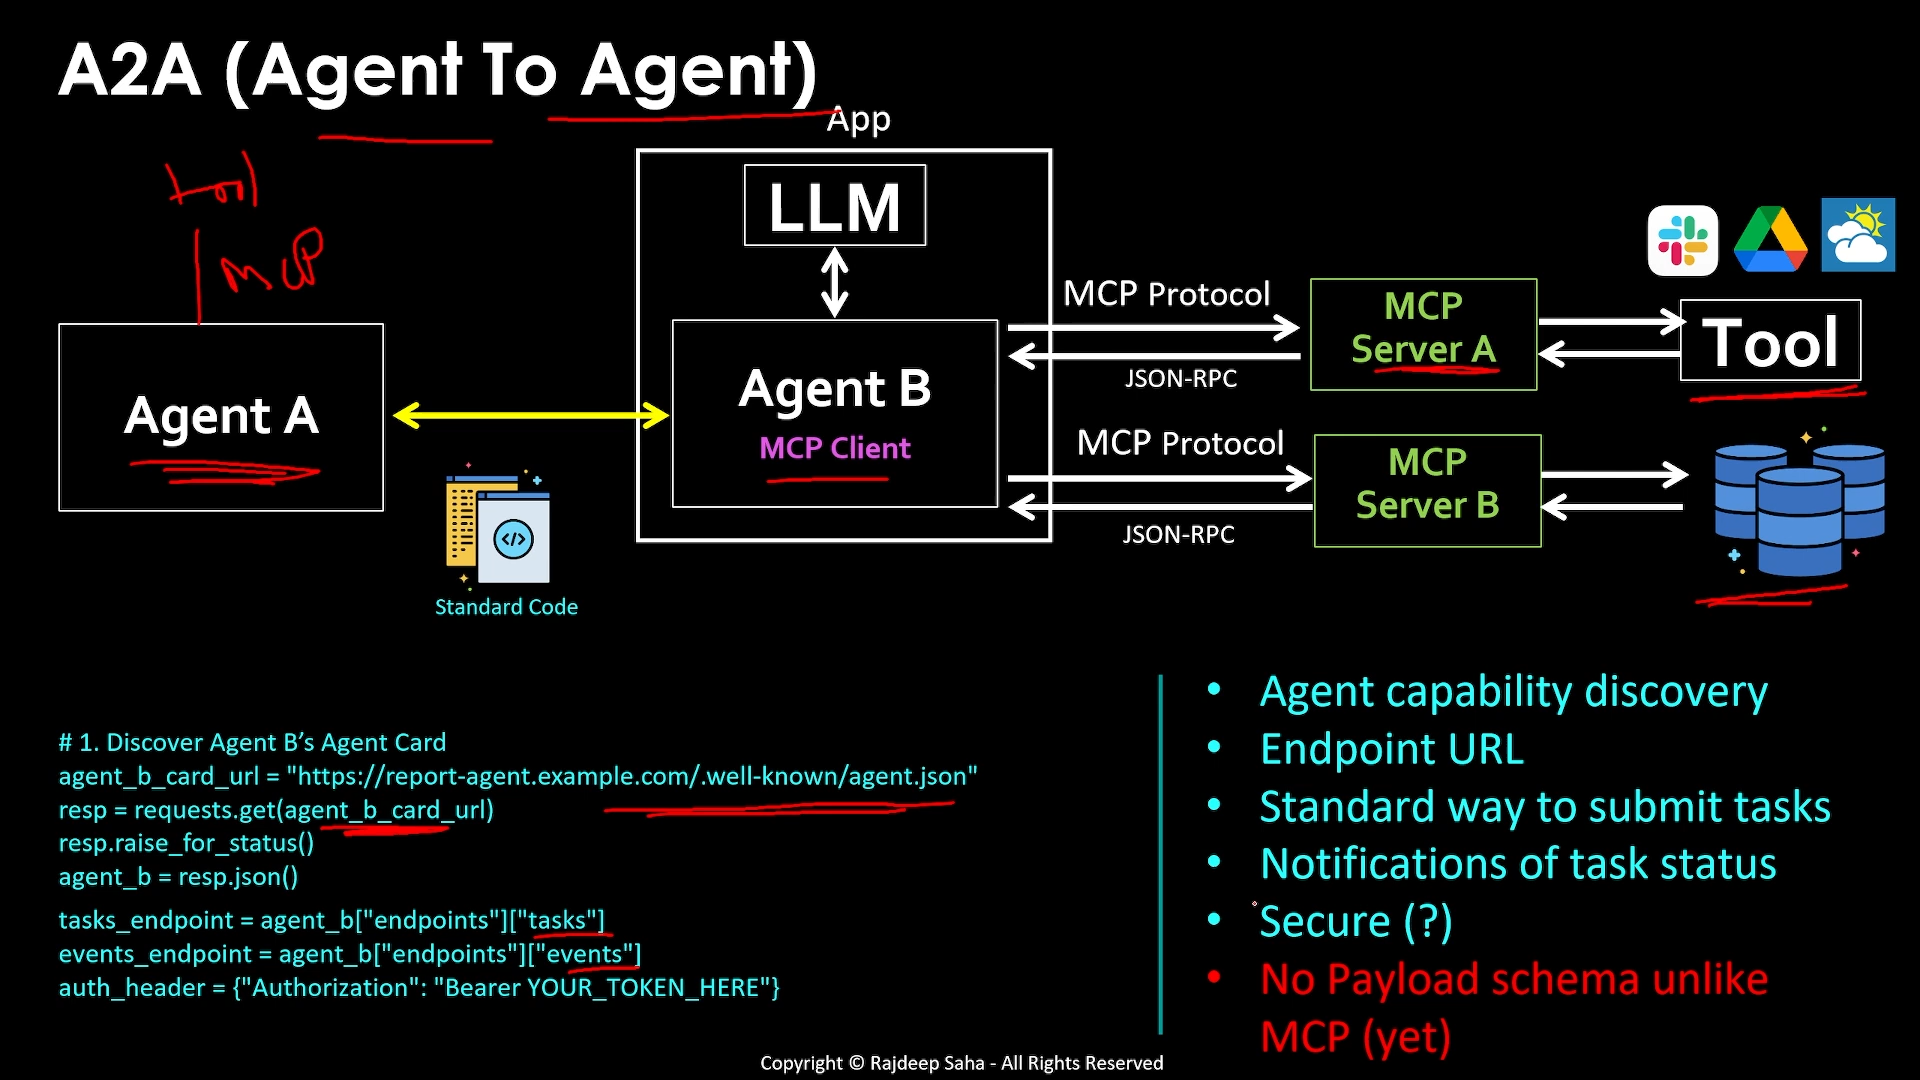 A2A (Agent To Agent)
App
tool
MCP
LLM
Agent A
Agent B
MCP Client
Standard Code
MCP Protocol
JSON-RPC
MCP
Server A
Tool
MCP Protocol
JSON-RPC
MCP
Server B
# 1. Discover Agent B’s Agent Card
agent_b_card_url = "https://report-agent.example.com/.well-known/agent.json"
resp = requests.get(agent_b_card_url)
resp.raise_for_status()
agent_b = resp.json()
tasks_endpoint = agent_b["endpoints"]["tasks"]
events_endpoint = agent_b["endpoints"]["events"]
auth_header = {"Authorization": "Bearer YOUR_TOKEN_HERE"}
• Agent capability discovery
• Endpoint URL
• Standard way to submit tasks
• Notifications of task status
• Secure (?)
• No Payload schema unlike
MCP (yet)
Copyright © Rajdeep Saha - All Rights Reserved